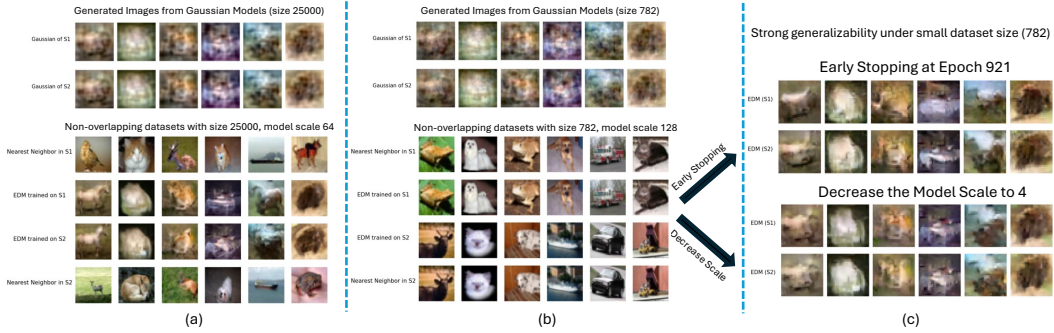 Generated Images from Gaussian Models (size 25000)
Gaussian of S1
Gaussian of S2
Non-overlapping datasets with size 25000, model scale 64
Nearest Neighbor in S1
EDM trained on S1
EDM trained on S2
Nearest Neighbor in S2
(a)
Generated Images from Gaussian Models (size 782)
Gaussian of S1
Gaussian of S2
Non-overlapping datasets with size 782, model scale 128
Nearest Neighbor in S1
EDM trained on S1
EDM trained on S2
Nearest Neighbor in S2
(b)
Early Stopping
Decrease Scale
Strong generalizability under small dataset size (782)
Early Stopping at Epoch 921
EDM (S1)
EDM (S2)
Decrease the Model Scale to 4
EDM (S1)
EDM (S2)
(c)